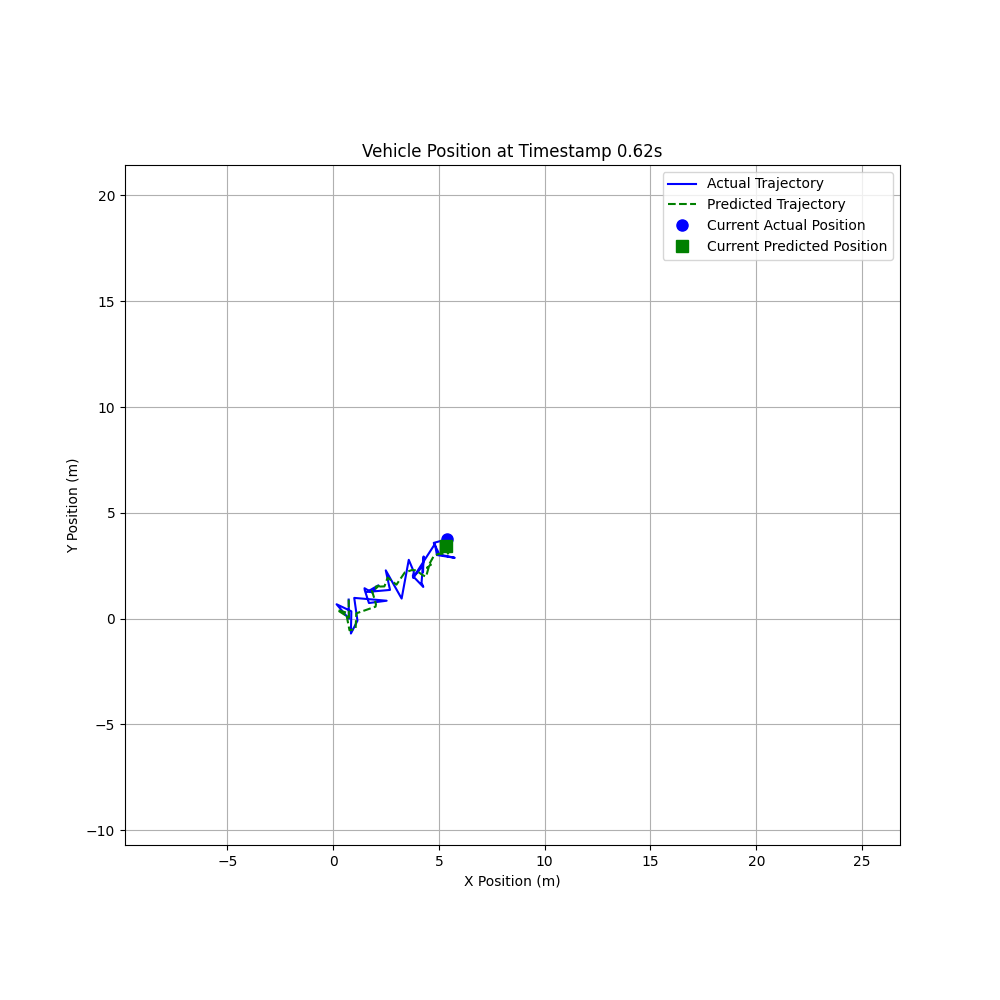 Vehicle Position at Timestamp 0.62s
Actual Trajectory
Predicted Trajectory
Current Actual Position
Current Predicted Position
20
15
10
5
0
−5
−10
Y Position (m)
−5 0 5 10 15 20 25
X Position (m)